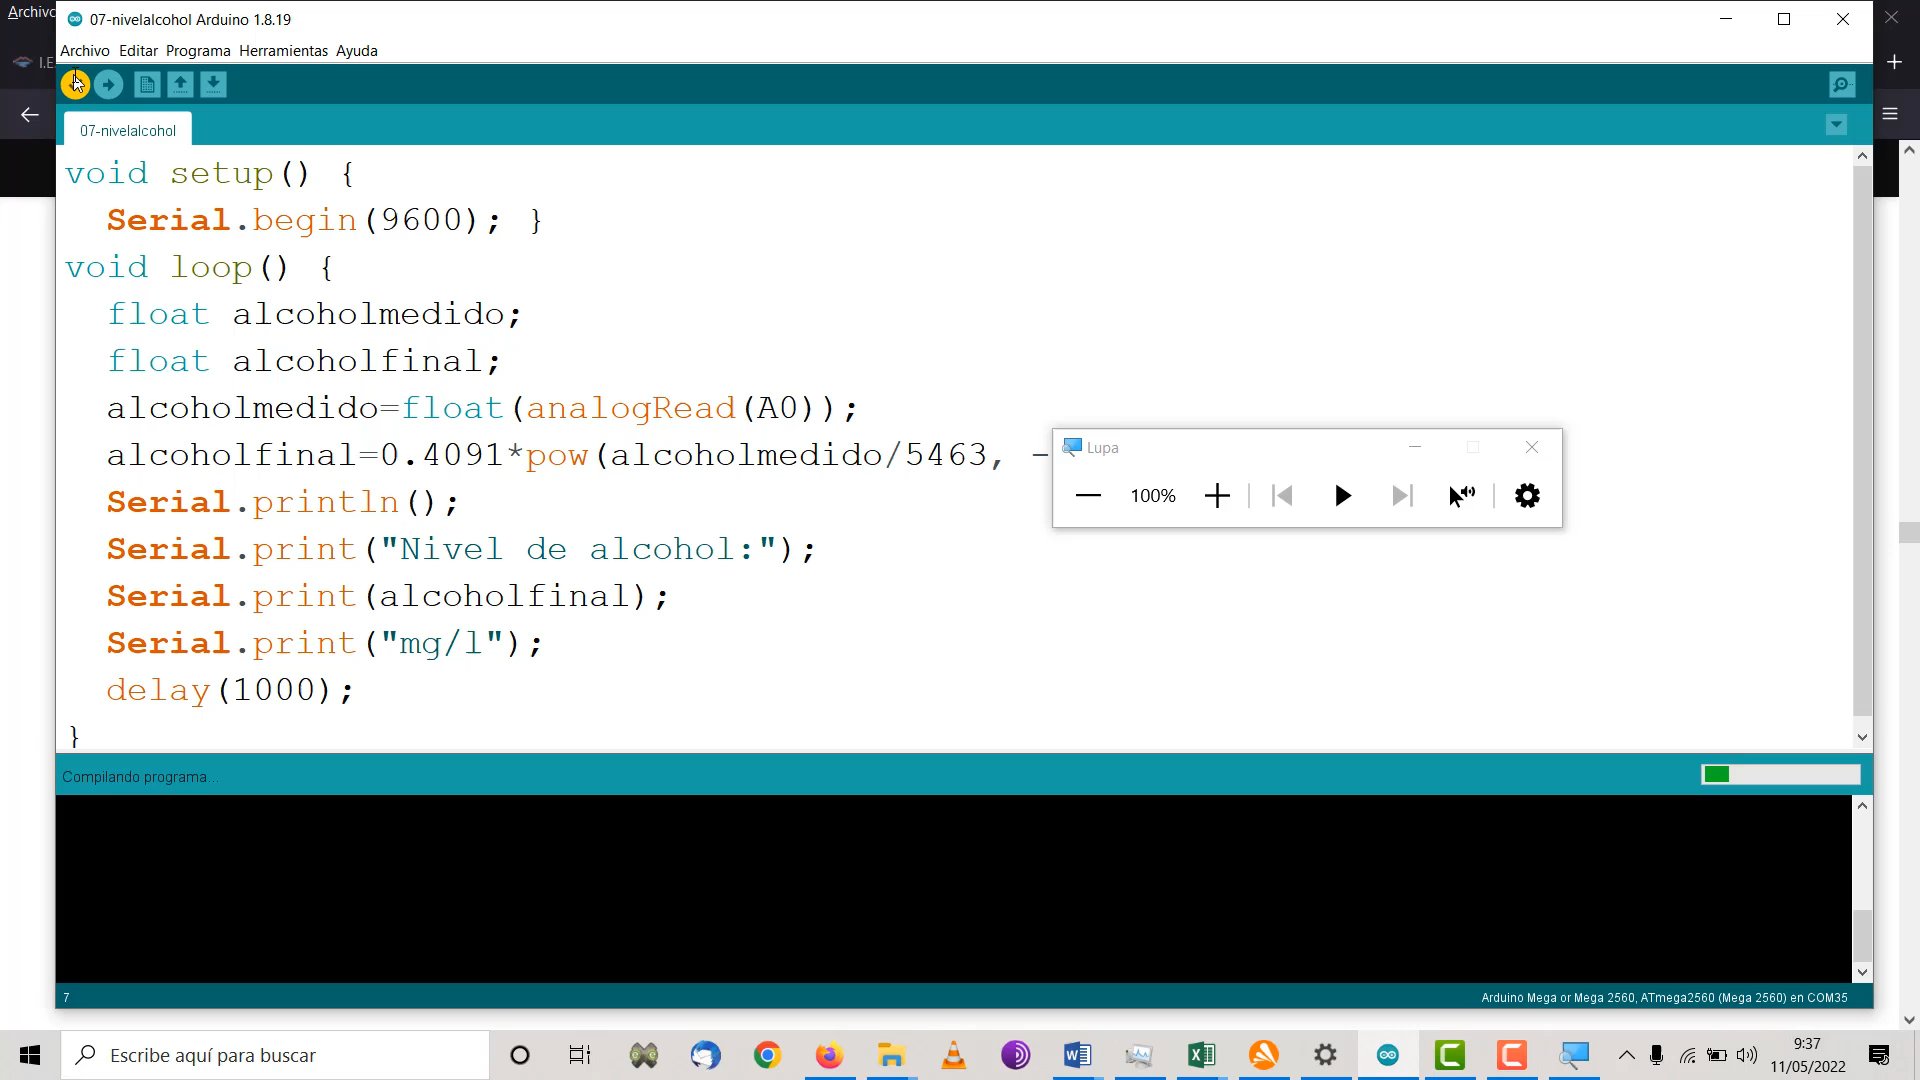 Archivo
07-nivelalcohol Arduino 1.8.19
Archivo Editar Programa Herramientas Ayuda
I.E
07-nivelalcohol
void setup() {
Serial.begin(9600); }
void loop() {
float alcoholmedido;
float alcoholfinal;
alcoholmedido=float(analogRead(A0));
alcoholfinal=0.4091*pow(alcoholmedido/5463, -
Serial.println();
Serial.print("Nivel de alcohol:");
Serial.print(alcoholfinal);
Serial.print("mg/l");
delay(1000);
}
Lupa
100%
Compilando programa...
7
Arduino Mega or Mega 2560, ATmega2560 (Mega 2560) en COM35
Escribe aquí para buscar
9:37
11/05/2022